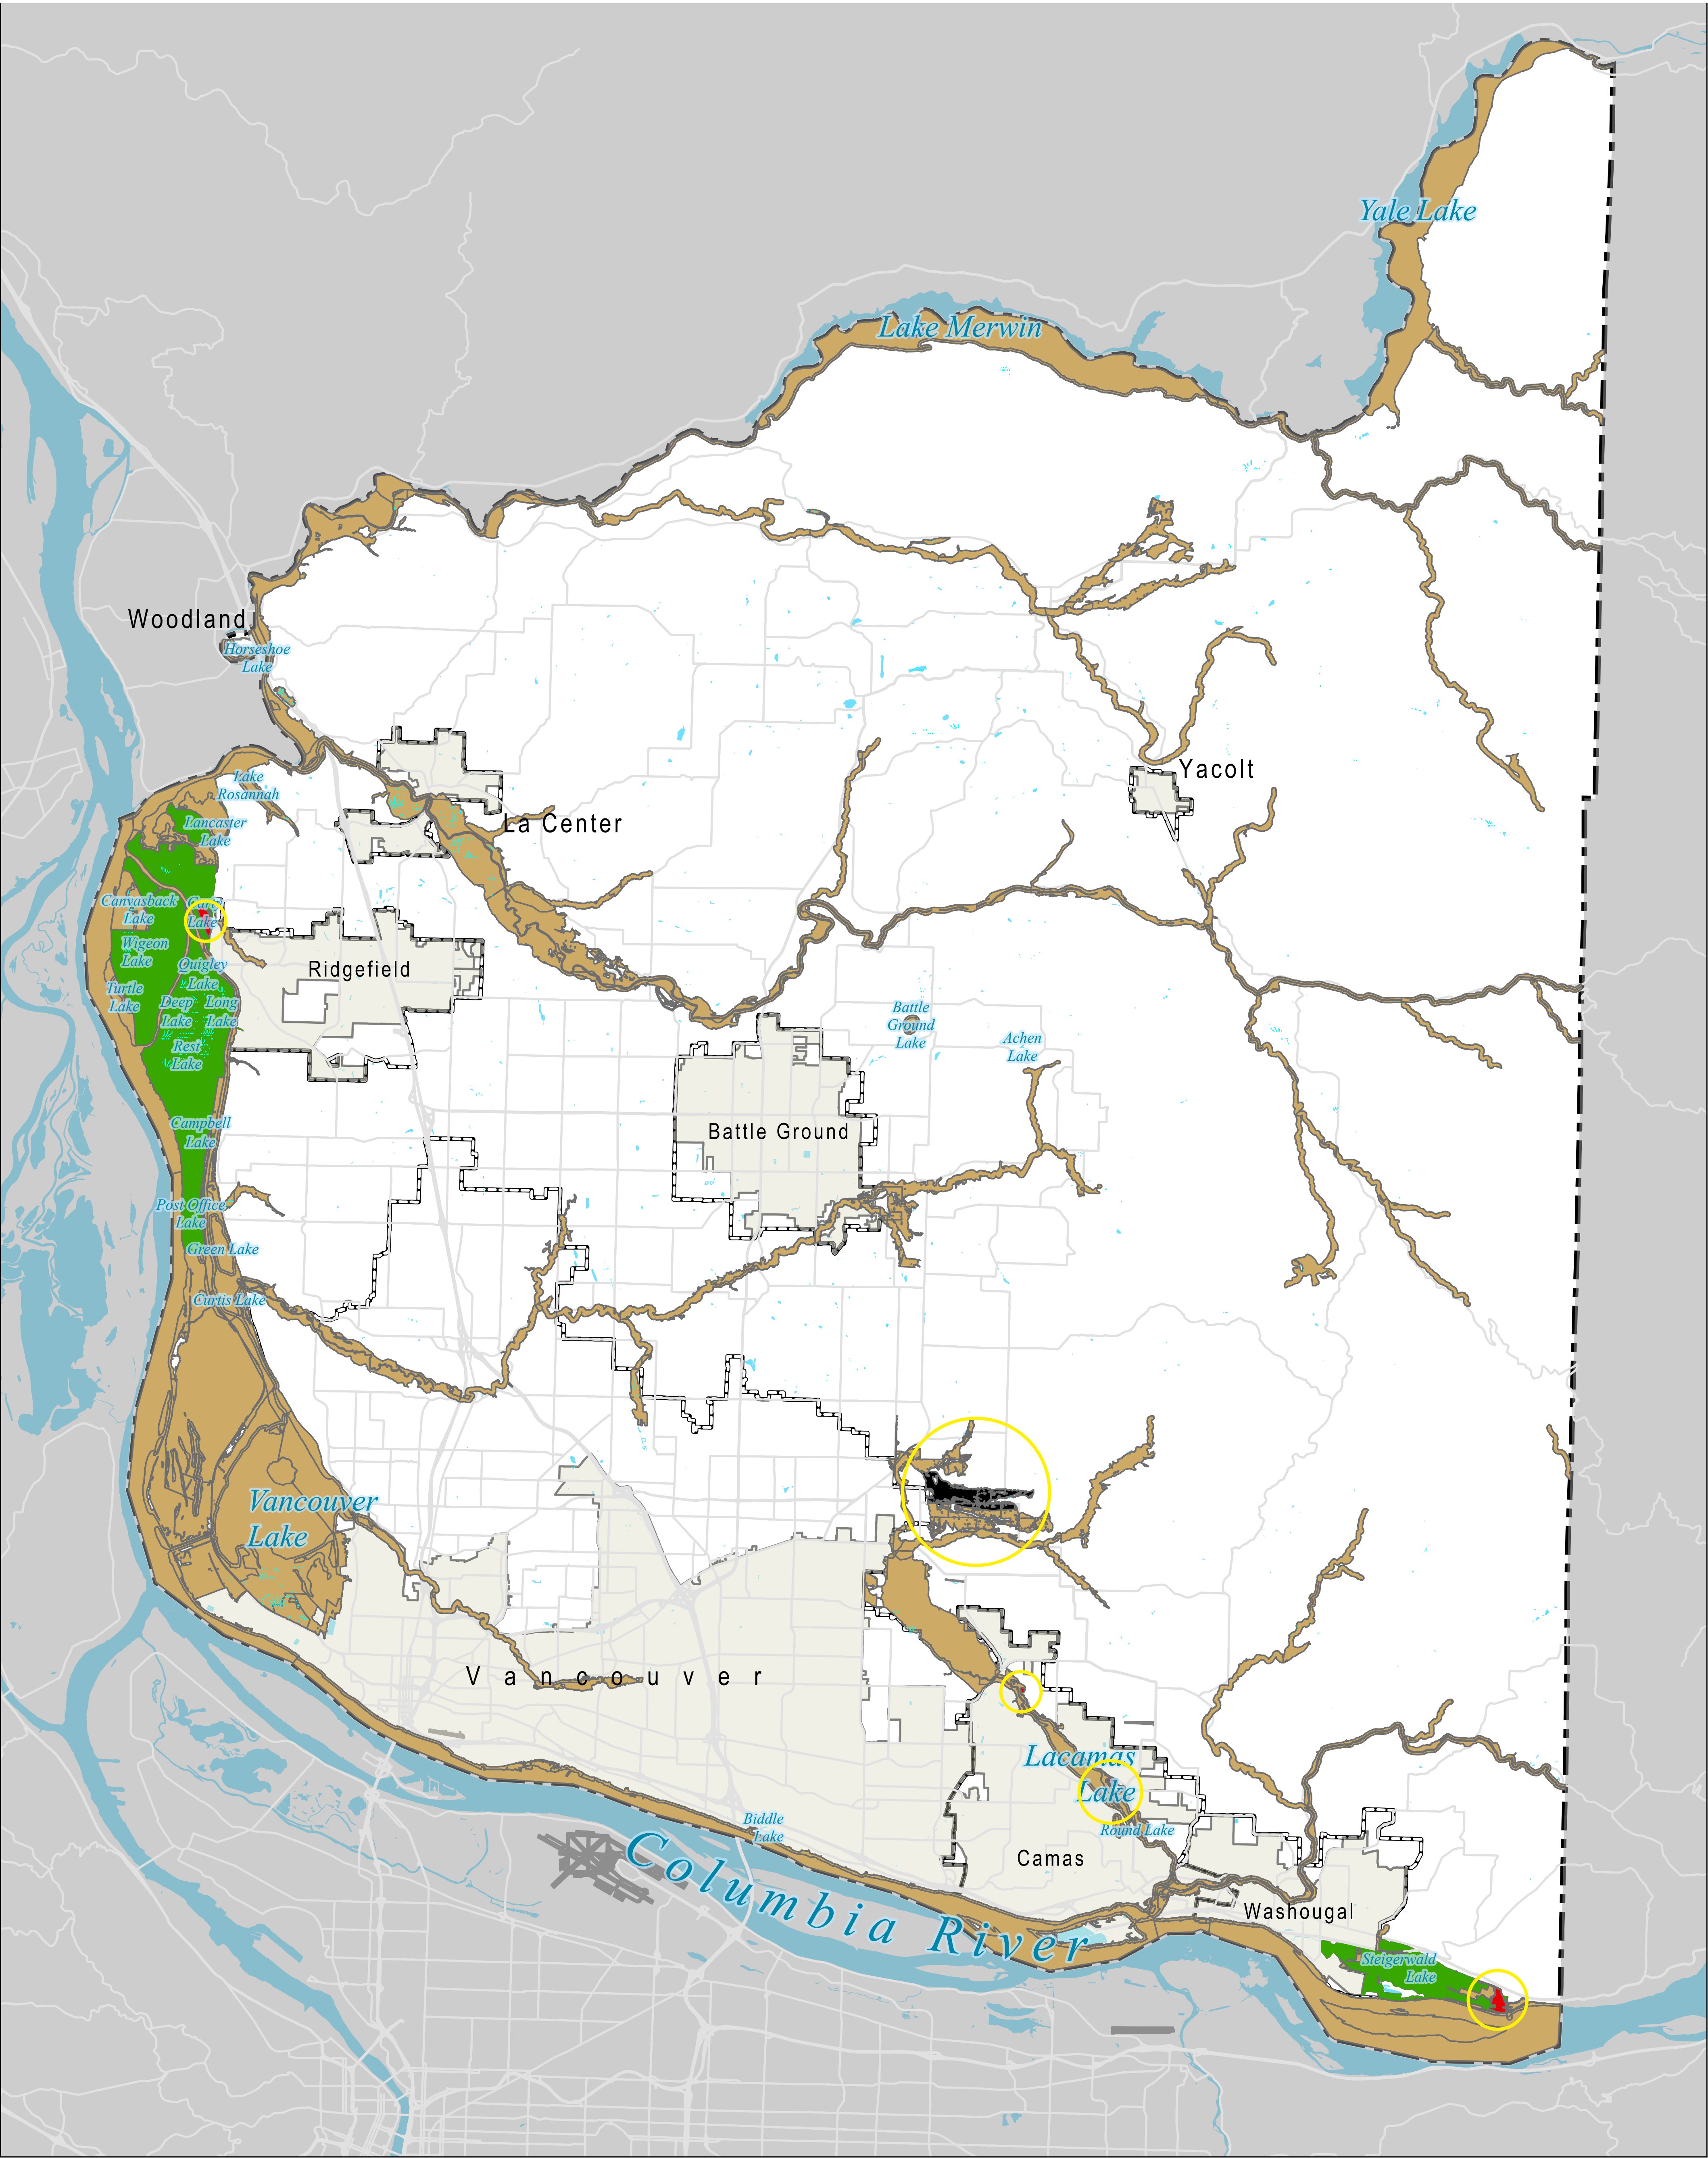 Yale Lake
Lake Merwin
Woodland
Horseshoe
Lake
Yacolt
Lake
Rosannah
La Center
Lancaster
Lake
Canvasback
Lake
Lake
Wigeon
Lake
Ridgefield
Quigley
Lake
Turtle
Lake
Deep
Lake
Long
Lake
Rest
Lake
Battle
Ground
Lake
Achen
Lake
Campbell
Lake
Battle Ground
Post Office
Lake
Green Lake
Curtis Lake
Vancouver
Lake
Vancouver
Lacamas
Lake
Round Lake
Biddle
Lake
Camas
Columbia River
Washougal
Steigerwald
Lake